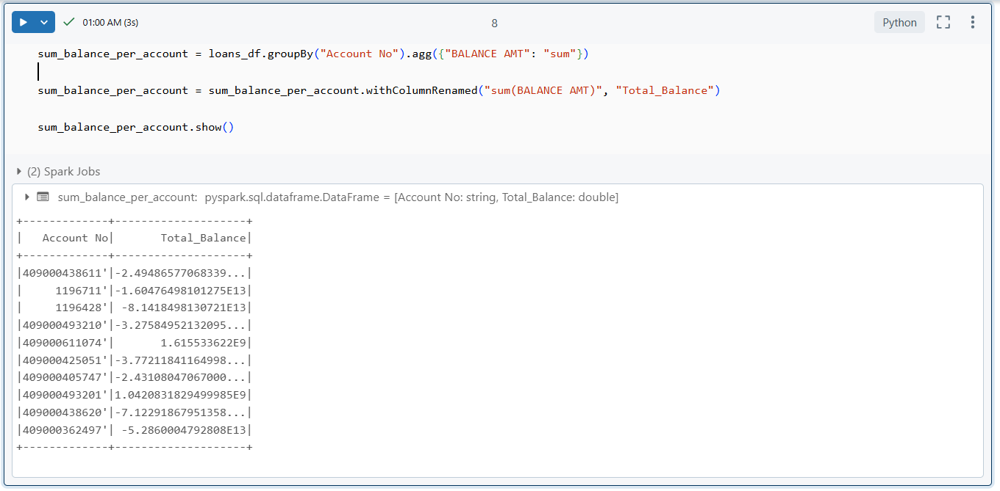 01:00 AM (3s)
8
Python
sum_balance_per_account = loans_df.groupBy("Account No").agg({"BALANCE AMT": "sum"})
sum_balance_per_account = sum_balance_per_account.withColumnRenamed("sum(BALANCE AMT)", "Total_Balance")
sum_balance_per_account.show()
(2) Spark Jobs
sum_balance_per_account: pyspark.sql.dataframe.DataFrame = [Account No: string, Total_Balance: double]
+-------------+--------------------+
|   Account No|       Total_Balance|
+-------------+--------------------+
|409000438611'|-2.49486577068339...|
|     1196711'|-1.60476498101275E13|
|     1196428'| -8.1418498130721E13|
|409000493210'|-3.27584952132095...|
|409000611074'|       1.615533622E9|
|409000425051'|-3.77211841164998...|
|409000405747'|-2.43108047067000...|
|409000493201'|1.0420831829499985E9|
|409000438620'|-7.12291867951358...|
|409000362497'| -5.2860004792808E13|
+-------------+--------------------+